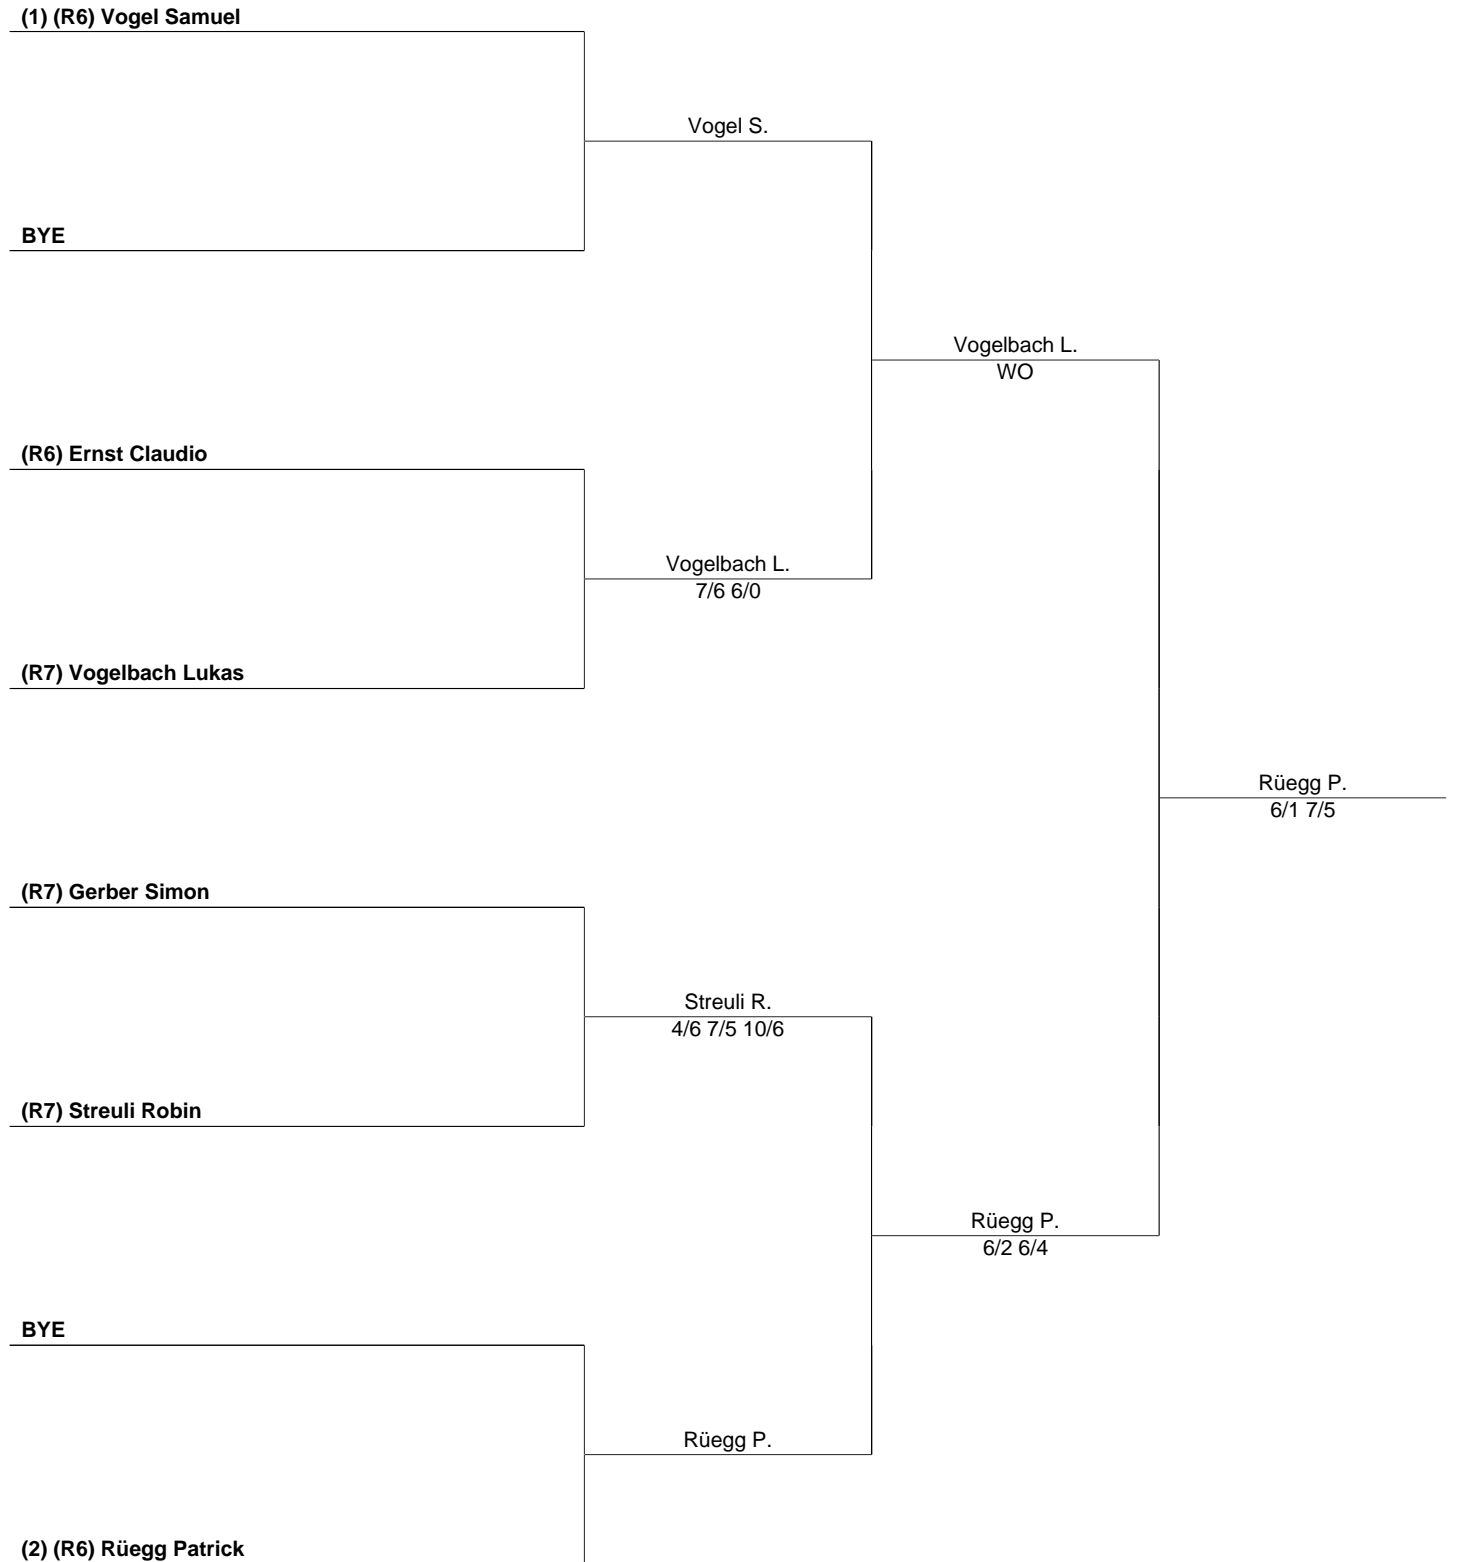 (1) (R6) Vogel Samuel
Vogel S.
BYE
Vogelbach L.
WO
(R6) Ernst Claudio
Vogelbach L.
7/6 6/0
(R7) Vogelbach Lukas
Rüegg P.
6/1 7/5
(R7) Gerber Simon
Streuli R.
4/6 7/5 10/6
(R7) Streuli Robin
Rüegg P.
6/2 6/4
BYE
Rüegg P.
(2) (R6) Rüegg Patrick